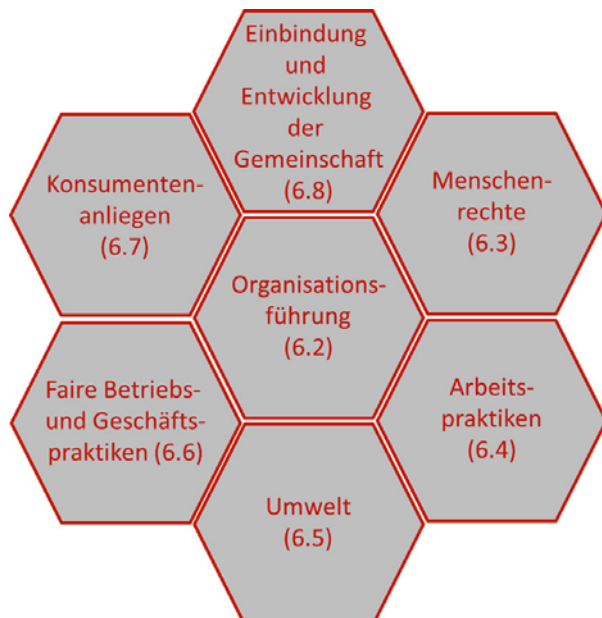 Einbindung
und
Entwicklung
der
Gemeinschaft
(6.8)
Konsumenten-
anliegen
(6.7)
Menschen-
rechte
(6.3)
Organisations-
führung
(6.2)
Faire Betriebs-
und Geschäfts-
praktiken (6.6)
Arbeits-
praktiken
(6.4)
Umwelt
(6.5)